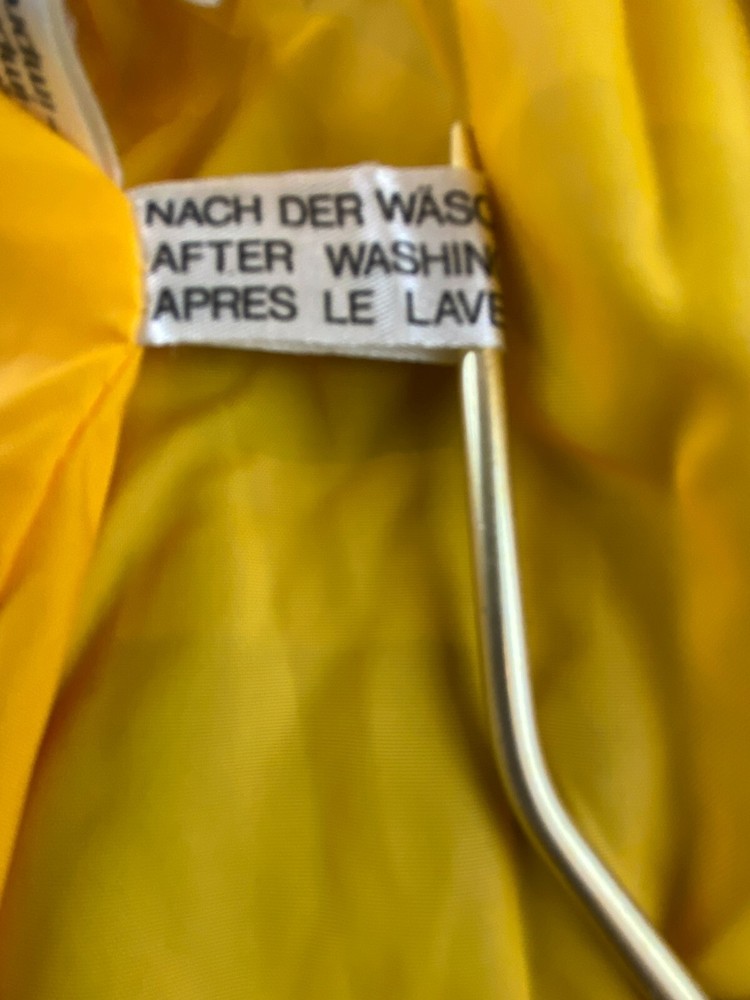 NACH DER WÄSC
AFTER WASHIN
APRES LE LAVE